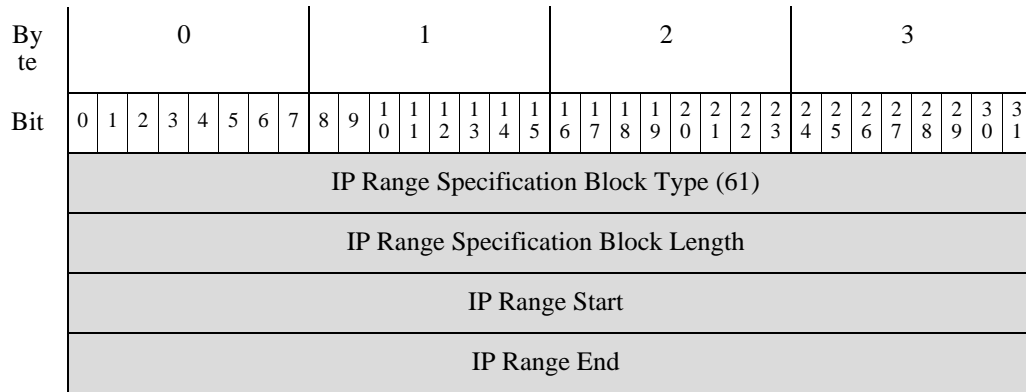 By
te 0 1 2 3
Bit 0 1 2 3 4 5 6 7 8 9 10 11 12 13 14 15 16 17 18 19 20 21 22 23 24 25 26 27 28 29 30 31
IP Range Specification Block Type (61)
IP Range Specification Block Length
IP Range Start
IP Range End